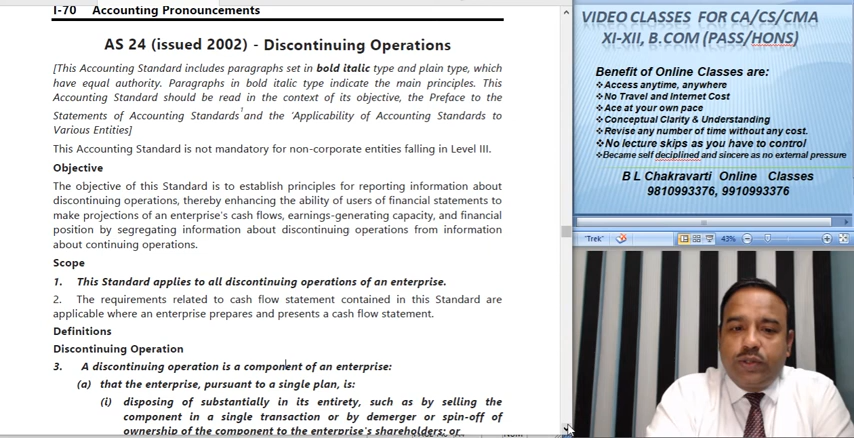 I-70 Accounting Pronouncements
AS 24 (issued 2002) - Discontinuing Operations
[This Accounting Standard includes paragraphs set in bold italic type and plain type, which
have equal authority. Paragraphs in bold italic type indicate the main principles. This
Accounting Standard should be read in the context of its objective, the Preface to the
Statements of Accounting Standards1 and the 'Applicability of Accounting Standards to
Various Entities]
This Accounting Standard is not mandatory for non-corporate entities falling in Level III.
Objective
The objective of this Standard is to establish principles for reporting information about
discontinuing operations, thereby enhancing the ability of users of financial statements to
make projections of an enterprise's cash flows, earnings-generating capacity, and financial
position by segregating information about discontinuing operations from information
about continuing operations.
Scope
1. This Standard applies to all discontinuing operations of an enterprise.
2. The requirements related to cash flow statement contained in this Standard are
applicable where an enterprise prepares and presents a cash flow statement.
Definitions
Discontinuing Operation
3. A discontinuing operation is a component of an enterprise:
(a) that the enterprise, pursuant to a single plan, is:
(i) disposing of substantially in its entirety, such as by selling the
component in a single transaction or by demerger or spin-off of
ownership of the component to the enterprise's shareholders; or
VIDEO CLASSES FOR CA/CS/CMA
XI-XII, B.COM (PASS/HONS)
Benefit of Online Classes are:
❖Access anytime, anywhere
❖No Travel and Internet Cost
❖Ace at your own pace
❖Conceptual Clarity & Understanding
❖Revise any number of time without any cost.
❖No lecture skips as you have to control
❖Became self deciplined and sincere as no external pressure
B L Chakravarti Online Classes
9810993376, 9910993376
"Trek"
43%